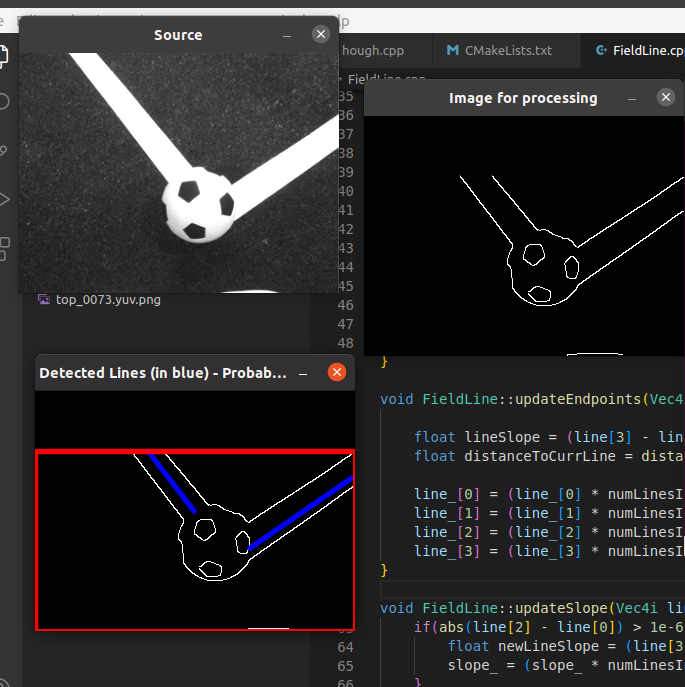 Source
hough.cpp
CMakeLists.txt
FieldLine.cp
FieldLine.cpp
Image for processing
35
36
37
38
39
40
41
42
43
44
45
46
47
48
top_0073.yuv.png
Detected Lines (in blue) - Probab...
}
void FieldLine::updateEndpoints(Vec4
float lineSlope = (line[3] - lin
float distanceToCurrLine = dista
line_[0] = (line_[0] * numLinesI
line_[1] = (line_[1] * numLinesI
line_[2] = (line_[2] * numLinesI
line_[3] = (line_[3] * numLinesI
}
void FieldLine::updateSlope(Vec4i lin
if(abs(line[2] - line[0]) > 1e-6
64 float newLineSlope = (line[3
65 slope_ = (slope_ * numLinesI
66 }